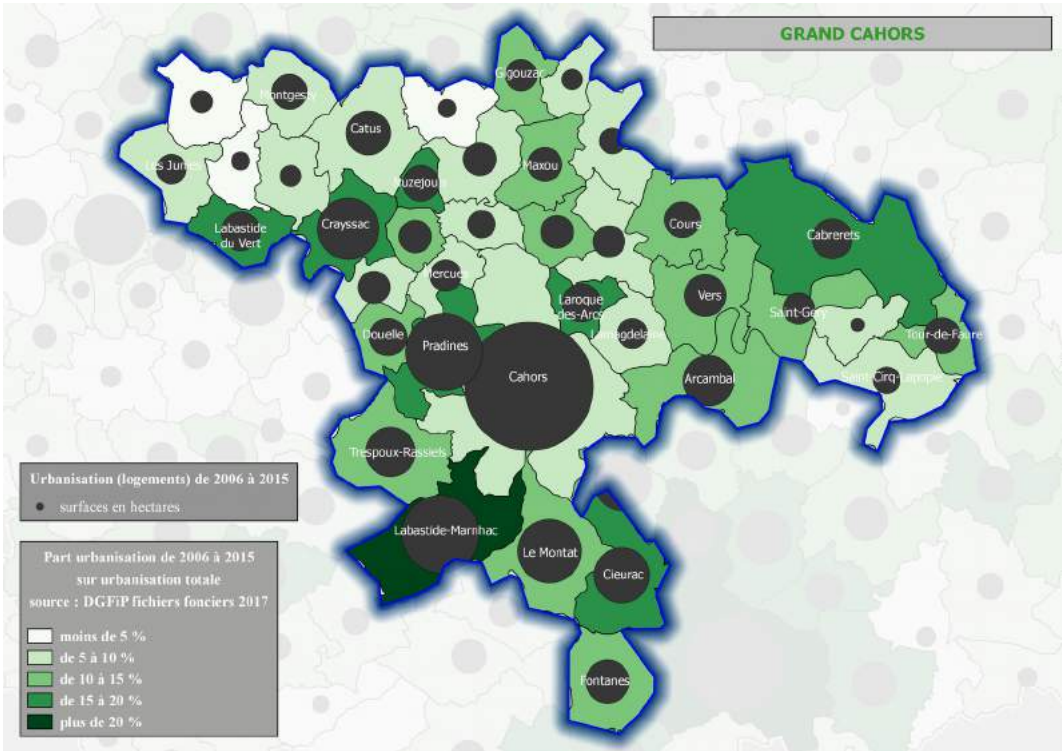 GRAND CAHORS
Gigouzac
Montgesty
Catus
Les Junies
Nuzejouls
Maxou
Labastide
du Vert
Crayssac
Cours
Cabrerets
Mercuès
Laroque
des-Arcs
Vers
Saint-Gery
Douelle
Pradines
Lamagdelaine
Tour-de-Faure
Cahors
Arcambal
Saint-Cirq-Lapopie
Trespoux-Rassiels
Labastide-Marnhac
Le Montat
Cieurac
Fontanes
Urbanisation (logements) de 2006 à 2015
surfaces en hectares
Part urbanisation de 2006 à 2015
sur urbanisation totale
source : DGFiP fichiers fonciers 2017
moins de 5 %
de 5 à 10 %
de 10 à 15 %
de 15 à 20 %
plus de 20 %